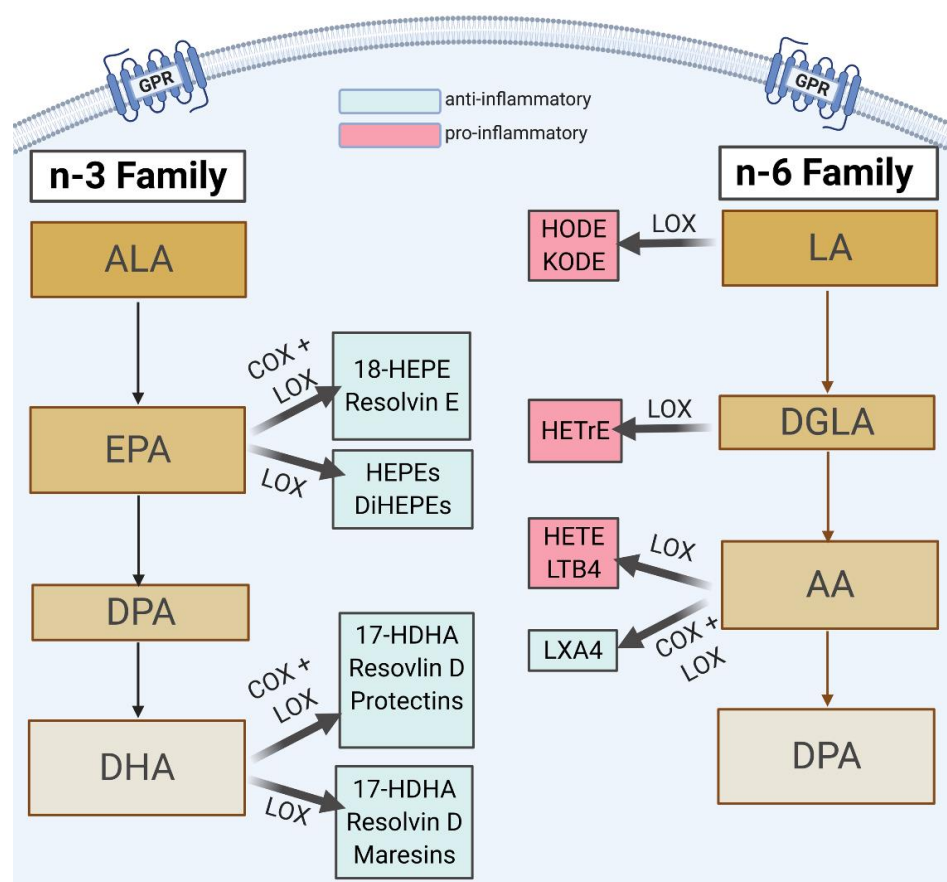 GPR
GPR
anti-inflammatory
pro-inflammatory
n-3 Family
n-6 Family
ALA
HODE
KODE
LOX
LA
COX +
LOX
18-HEPE
Resolvin E
EPA
LOX
HEPEs
DiHEPEs
HETrE
LOX
DGLA
HETE
LTB4
LOX
AA
LXA4
COX +
LOX
DPA
COX +
LOX
17-HDHA
Resovlin D
Protectins
DHA
LOX
17-HDHA
Resolvin D
Maresins
DPA